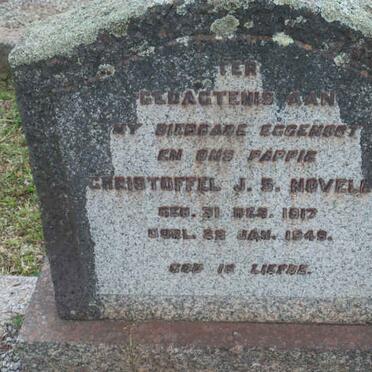 TER
GEDAGTENIS AAN
MY DIERBARE EGGENOOT
EN ONS PAPPIE
CHRISTOFFEL J. S. NOVELL
GEB. 31 DES. 1917
OORL. 28 JAN. 1949.
GOD IS LIEFDE.